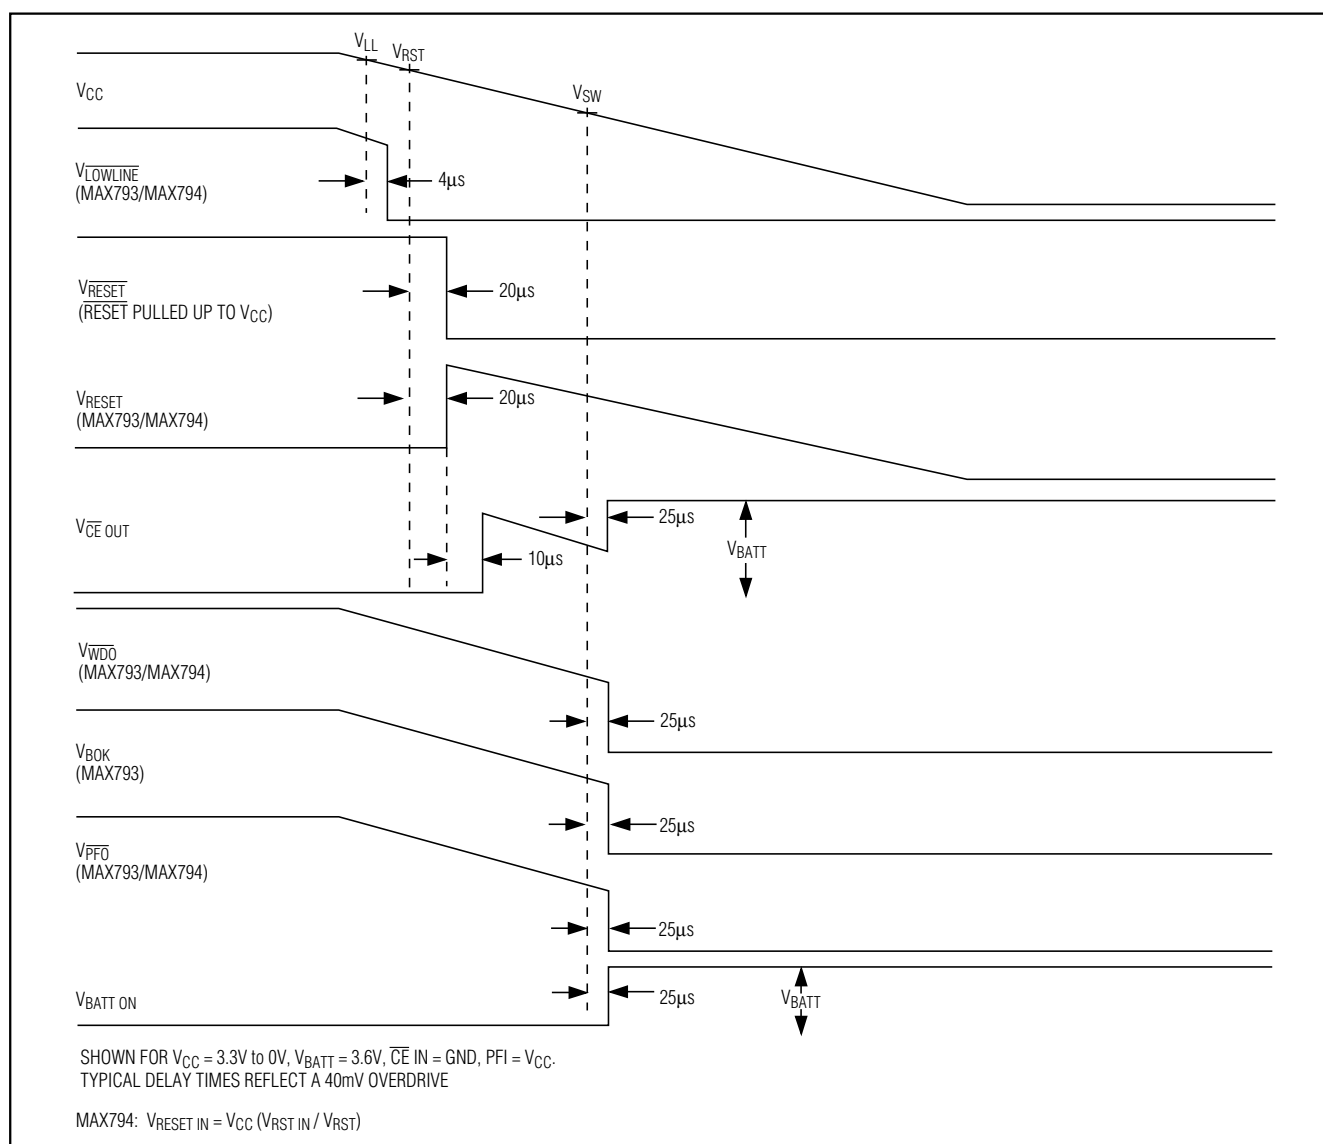 VLL
VRST
VCC
VSW
VLOWLINE
(MAX793/MAX794)
4μs
VRESET
(RESET PULLED UP TO VCC)
20μs
VRESET
(MAX793/MAX794)
20μs
VCE OUT
25μs
VBATT
10μs
VWDO
(MAX793/MAX794)
25μs
VBOK
(MAX793)
25μs
VPFO
(MAX793/MAX794)
25μs
VBATT ON
25μs
VBATT
SHOWN FOR VCC = 3.3V to 0V, VBATT = 3.6V, CE IN = GND, PFI = VCC.
TYPICAL DELAY TIMES REFLECT A 40mV OVERDRIVE
MAX794: VRESET IN = VCC (VRST IN / VRST)